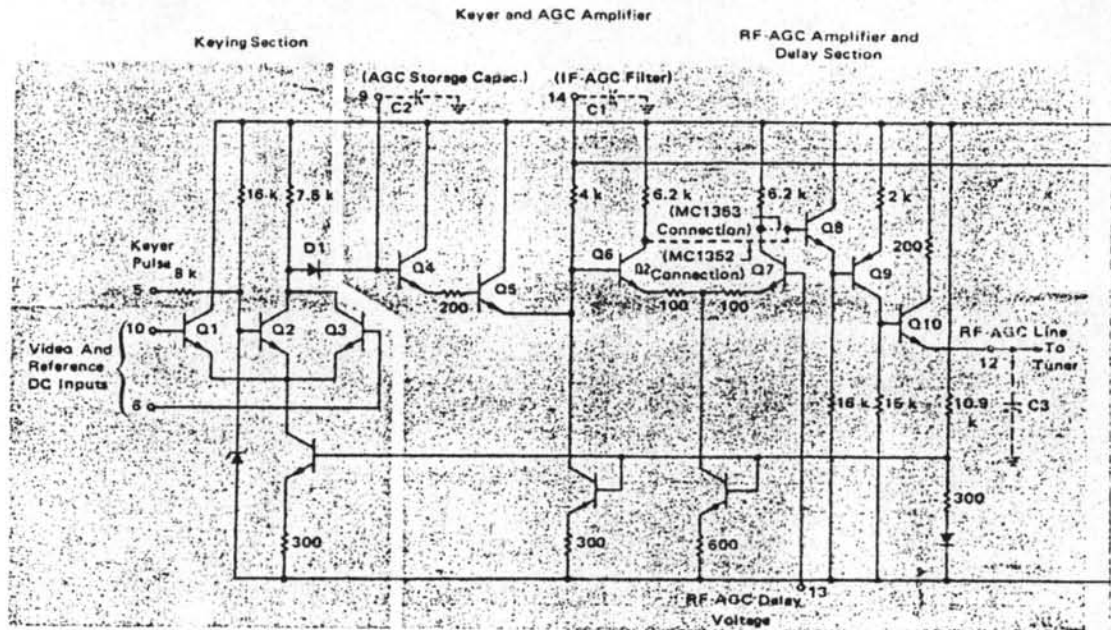 Keyer and AGC Amplifier
Keying Section
RF-AGC Amplifier and
Delay Section
(AGC Storage Capac.)
9
C2
(IF-AGC Filter)
14
C1
16 k
7.5 k
4 k
6.2 k
6.2 k
2 k
(MC1353
Connection)
(MC1352
Connection)
D1
Keyer
Pulse
8 k
5
Q4
Q5
200
Q6
Q7
Q8
Q9
200
100
100
10
Q1
Q2
Q3
Q10
RF-AGC Line
To
Tuner
12
Video And
Reference
DC Inputs
6
16 k
15 k
10.9
k
C3
300
300
300
600
13
RF-AGC Delay
Voltage